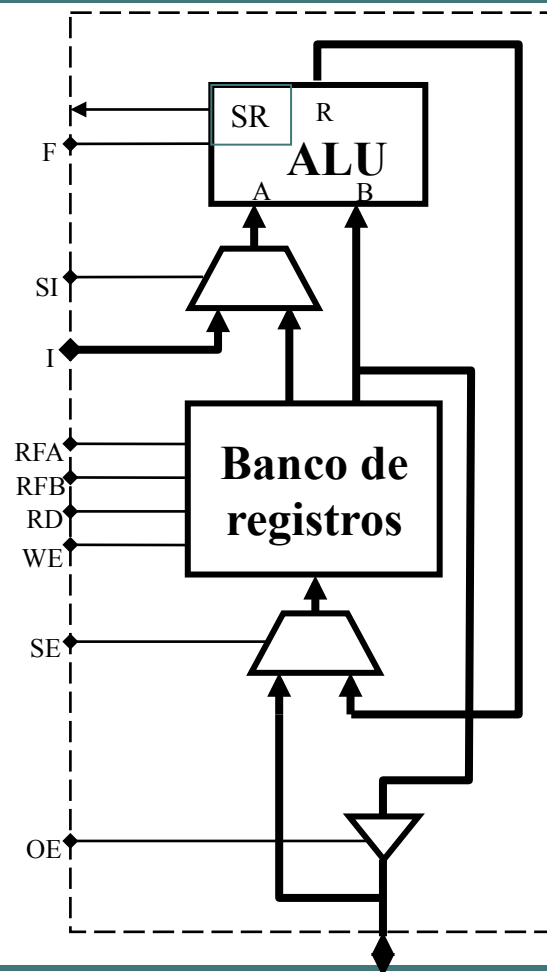 SR R
F
ALU
A B
SI
I
RFA
Banco de
RFB
RD
registros
WE
SE
OE